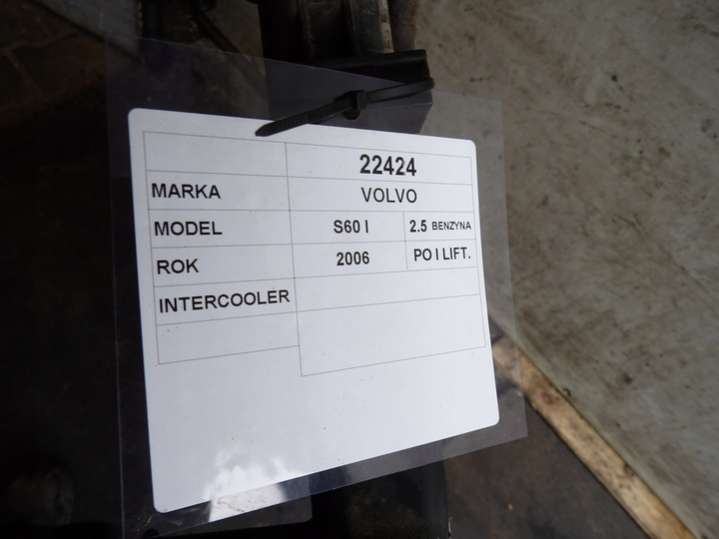 22424
MARKA VOLVO
MODEL S60 I 2.5 BENZYNA
ROK 2006 PO I LIFT.
INTERCOOLER